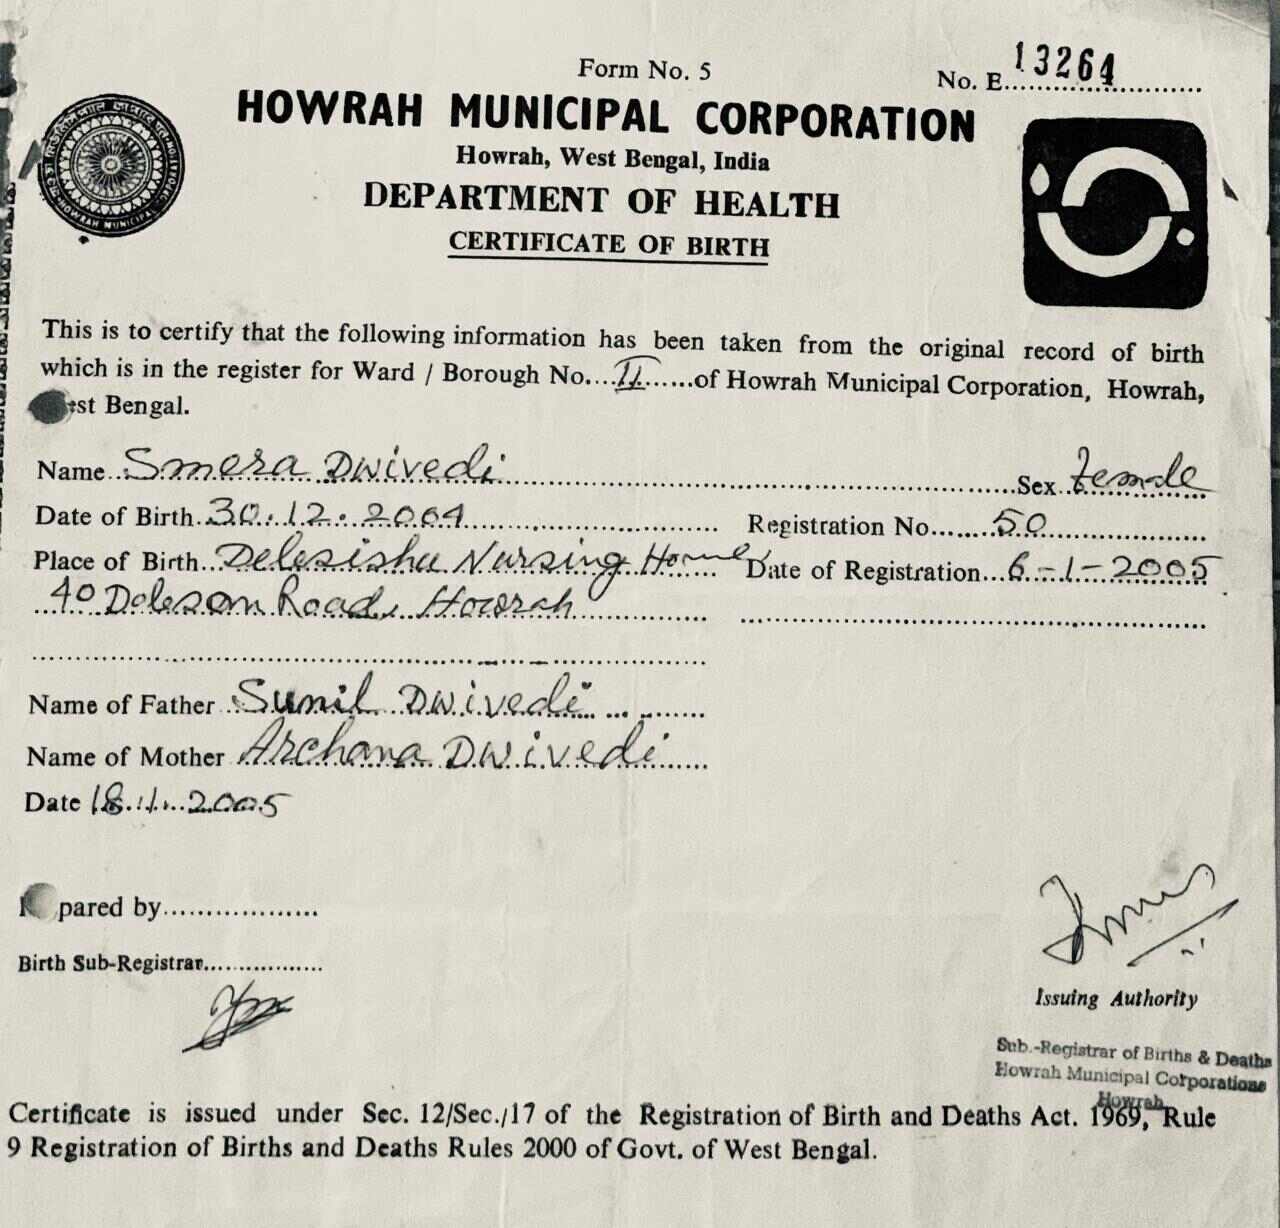 Form No. 5
No. E 13264
HOWRAH MUNICIPAL CORPORATION
Howrah, West Bengal, India
DEPARTMENT OF HEALTH
CERTIFICATE OF BIRTH
This is to certify that the following information has been taken from the original record of birth
which is in the register for Ward / Borough No....II......of Howrah Municipal Corporation, Howrah,
st Bengal.
Name Smera Dwivedi Sex Female
Date of Birth 30.12.2004 Registration No. 50
Place of Birth Delesishu Nursing Home, Date of Registration 6-1-2005
40 Doleson Road, Howrah
Name of Father Sunil Dwivedi
Name of Mother Archana Dwivedi
Date 18.1.2005
pared by
Birth Sub-Registrar
Issuing Authority
Sub.-Registrar of Births & Deaths
Howrah Municipal Corporations
Howrah
Certificate is issued under Sec. 12/Sec./17 of the Registration of Birth and Deaths Act. 1969, Rule
9 Registration of Births and Deaths Rules 2000 of Govt. of West Bengal.